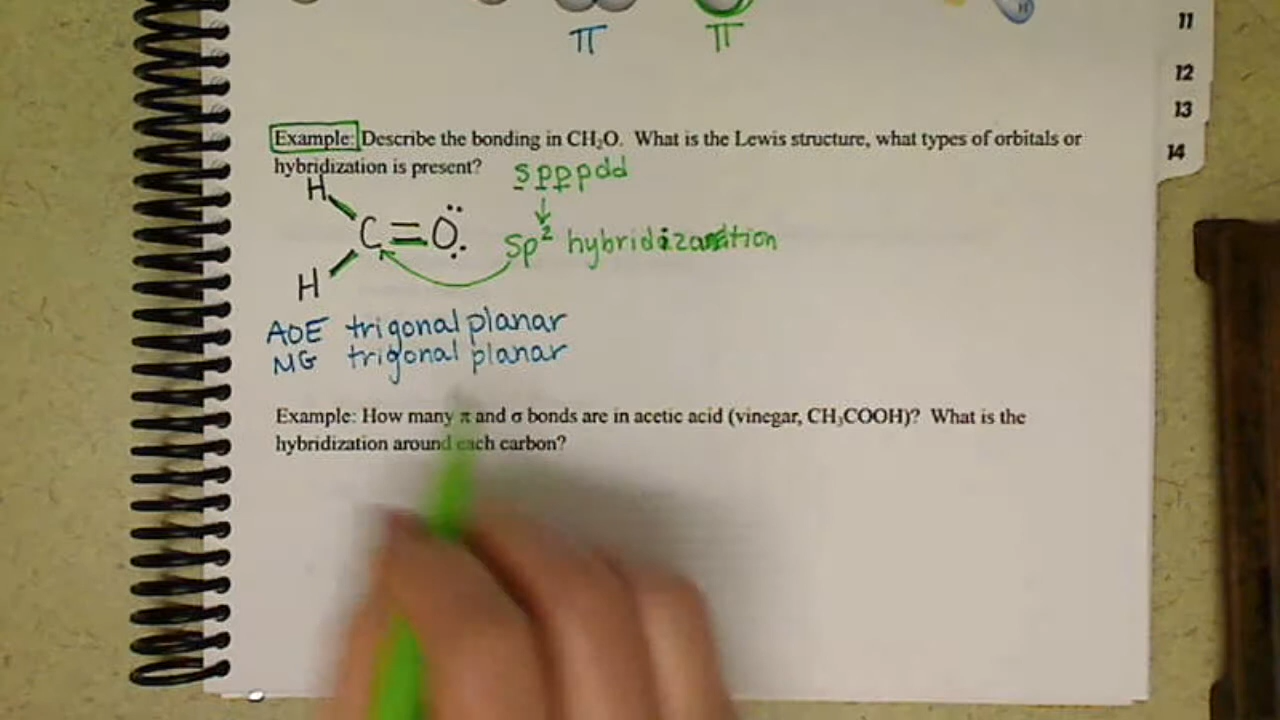 π π
11
12
13
14
Example: Describe the bonding in CH₂O. What is the Lewis structure, what types of orbitals or
hybridization is present?
spppdd
sp² hybridization
H
C=O
H
AOE trigonal planar
MG trigonal planar
Example: How many π and σ bonds are in acetic acid (vinegar, CH₃COOH)? What is the
hybridization around each carbon?